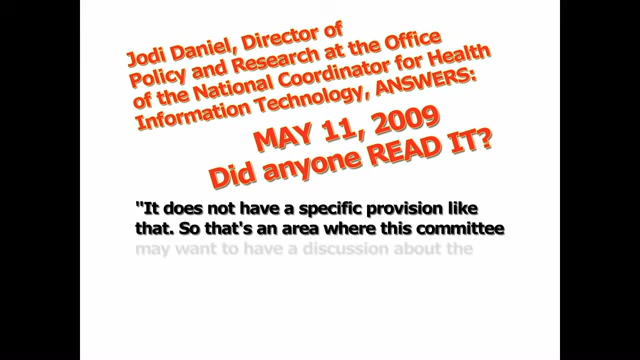 Jodi Daniel, Director of
Policy and Research at the Office
of the National Coordinator for Health
Information Technology, ANSWERS:
MAY 11, 2009
Did anyone READ IT?
"It does not have a specific provision like
that. So that's an area where this committee
may want to have a discussion about the